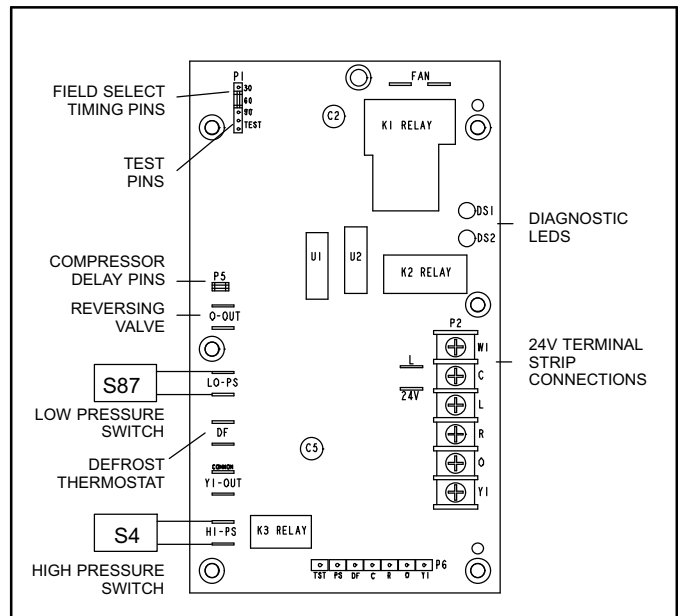 FIELD SELECT
TIMING PINS
TEST
PINS
COMPRESSOR
DELAY PINS
REVERSING
VALVE
S87
LOW PRESSURE
SWITCH
DEFROST
THERMOSTAT
S4
HIGH PRESSURE
SWITCH
P1
30
60
90
TEST
FAN
C2
K1 RELAY
DS1
DS2
DIAGNOSTIC
LEDS
U1
U2
K2 RELAY
P5
O-OUT
LO-PS
DF
COMMON
Y1-OUT
HI-PS
C5
K3 RELAY
L
24V
P2
W1
C
L
R
O
Y1
24V TERMINAL
STRIP
CONNECTIONS
P6
TST PS DF C R O Y1